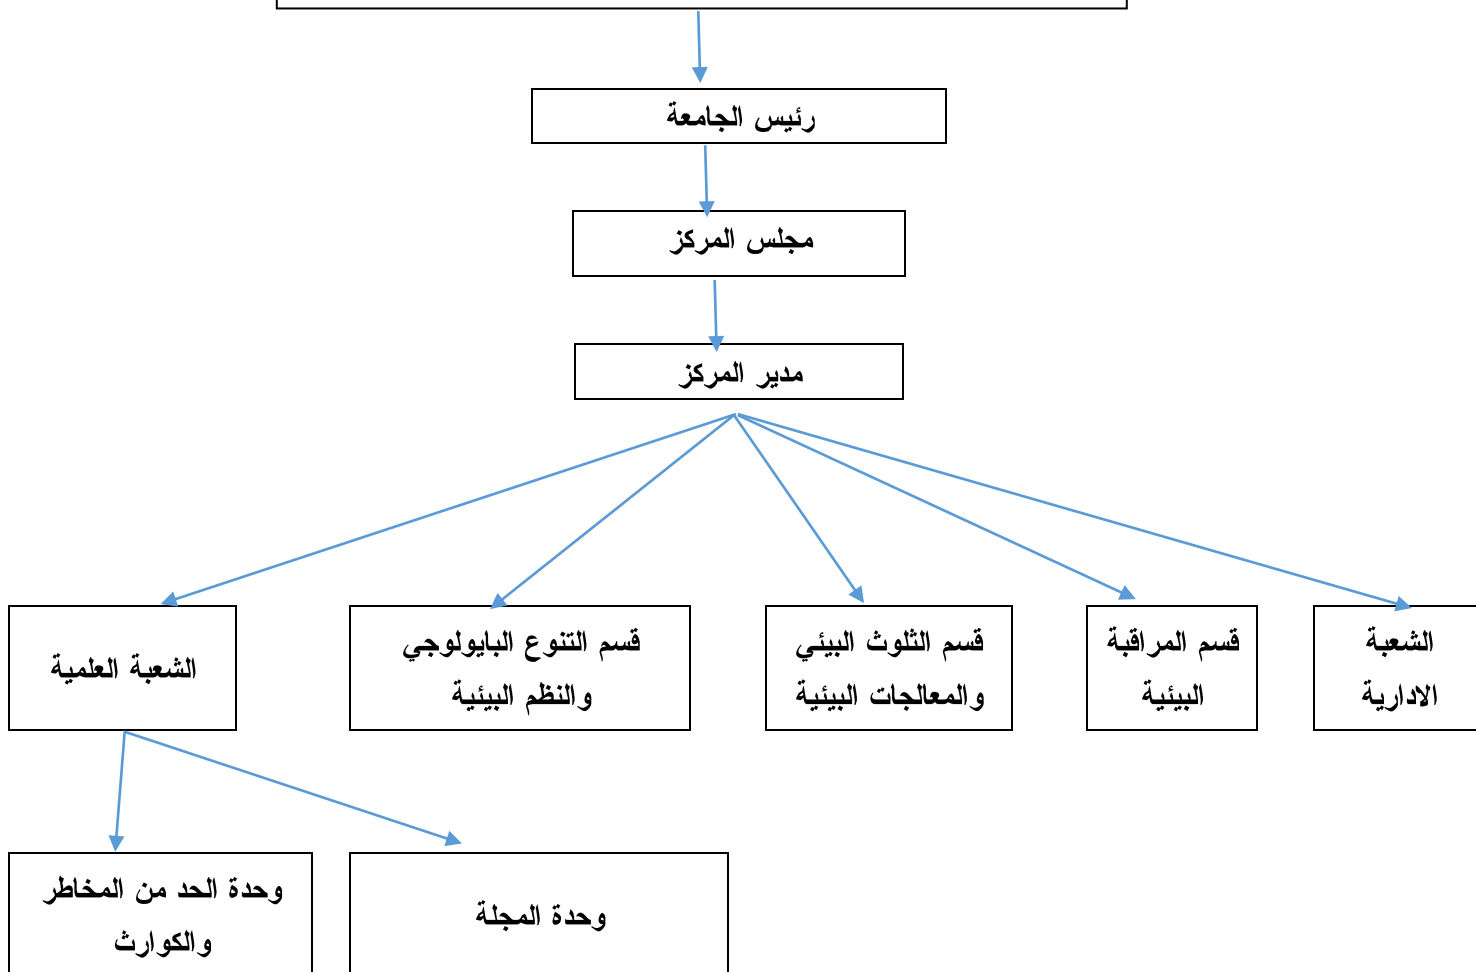 رئيس الجامعة
مجلس المركز
مدير المركز
الشعبة
الادارية
قسم المراقبة
البيئية
قسم الثلوث البيئي
والمعالجات البيئية
قسم التنوع البايولوجي
والنظم البيئية
الشعبة العلمية
وحدة المجلة
وحدة الحد من المخاطر
والكوارث